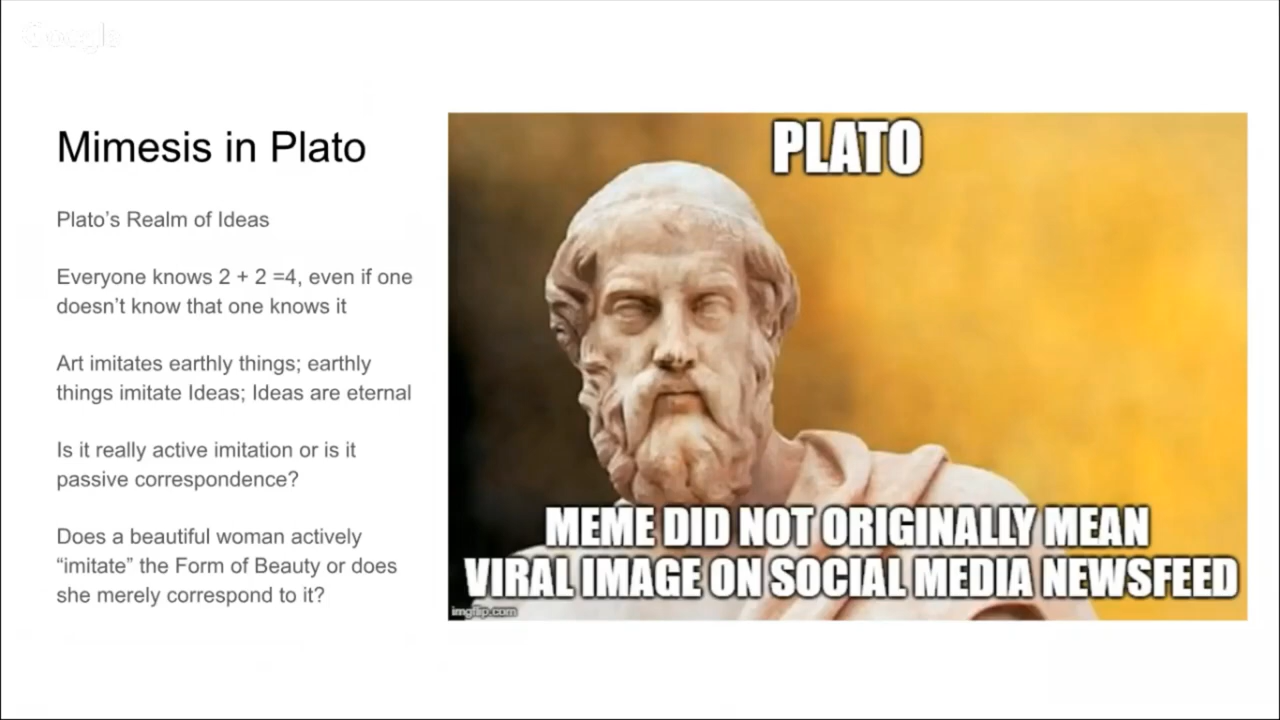 Google
Mimesis in Plato
Plato’s Realm of Ideas
Everyone knows 2 + 2 =4, even if one
doesn’t know that one knows it
Art imitates earthly things; earthly
things imitate Ideas; Ideas are eternal
Is it really active imitation or is it
passive correspondence?
Does a beautiful woman actively
“imitate” the Form of Beauty or does
she merely correspond to it?
PLATO
MEME DID NOT ORIGINALLY MEAN
VIRAL IMAGE ON SOCIAL MEDIA NEWSFEED
imgflip.com